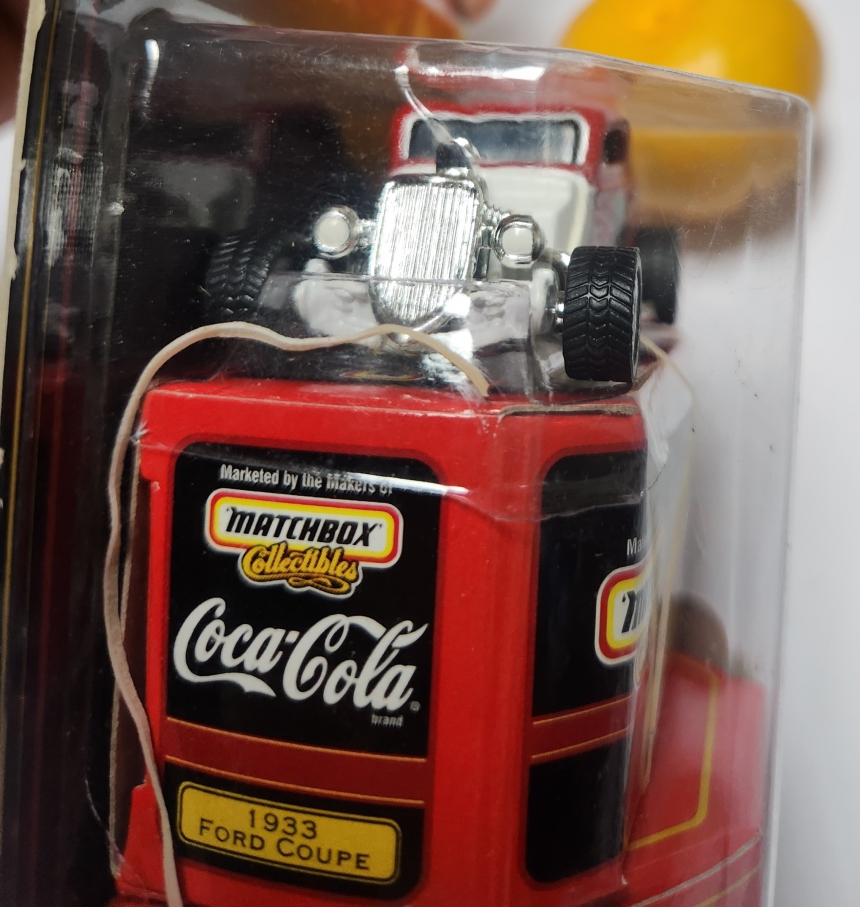 Marketed by the Makers of
MATCHBOX
Collectibles
Coca-Cola
brand
1933
FORD COUPE